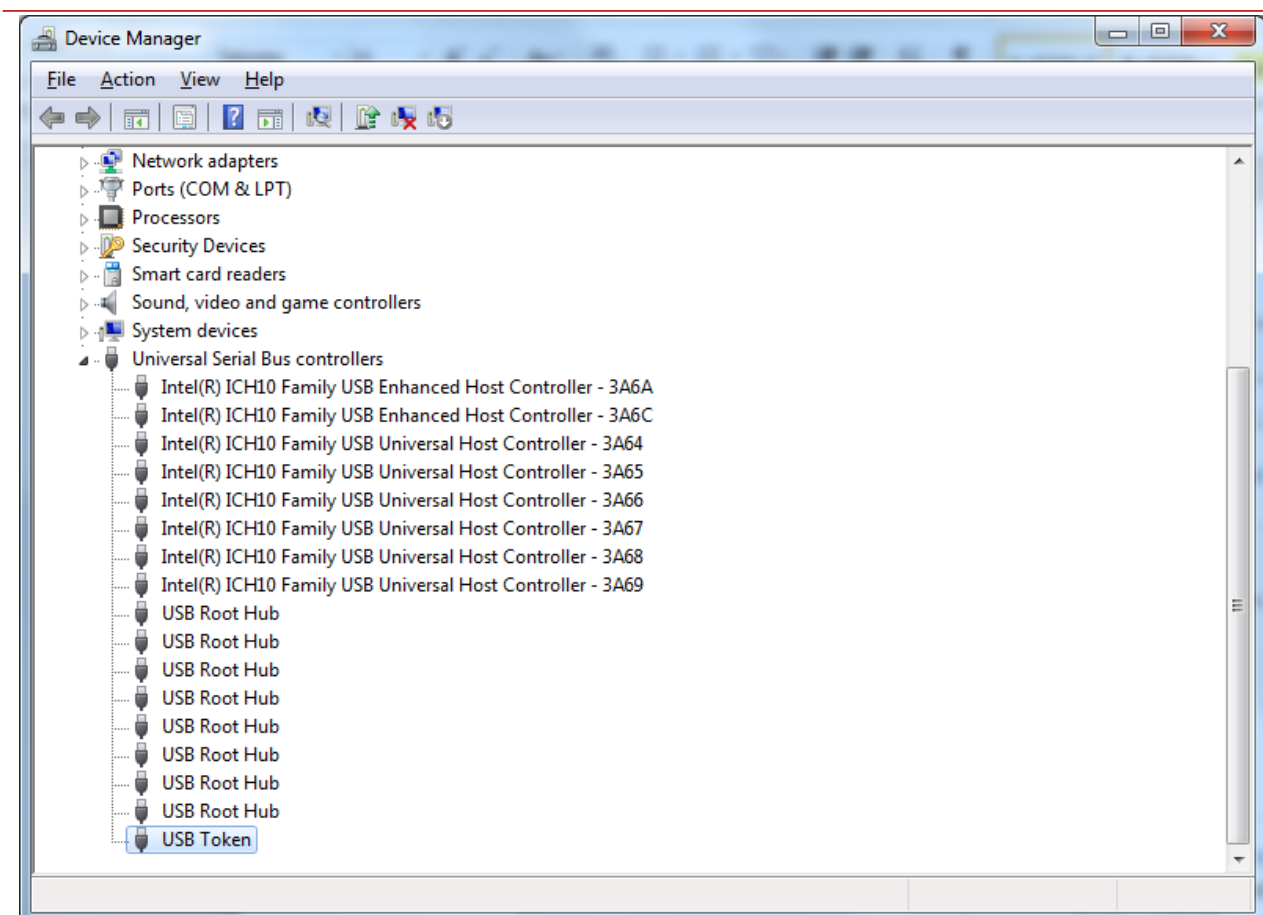 Device Manager
File Action View Help
Network adapters
Ports (COM & LPT)
Processors
Security Devices
Smart card readers
Sound, video and game controllers
System devices
Universal Serial Bus controllers
Intel(R) ICH10 Family USB Enhanced Host Controller - 3A6A
Intel(R) ICH10 Family USB Enhanced Host Controller - 3A6C
Intel(R) ICH10 Family USB Universal Host Controller - 3A64
Intel(R) ICH10 Family USB Universal Host Controller - 3A65
Intel(R) ICH10 Family USB Universal Host Controller - 3A66
Intel(R) ICH10 Family USB Universal Host Controller - 3A67
Intel(R) ICH10 Family USB Universal Host Controller - 3A68
Intel(R) ICH10 Family USB Universal Host Controller - 3A69
USB Root Hub
USB Root Hub
USB Root Hub
USB Root Hub
USB Root Hub
USB Root Hub
USB Root Hub
USB Root Hub
USB Token